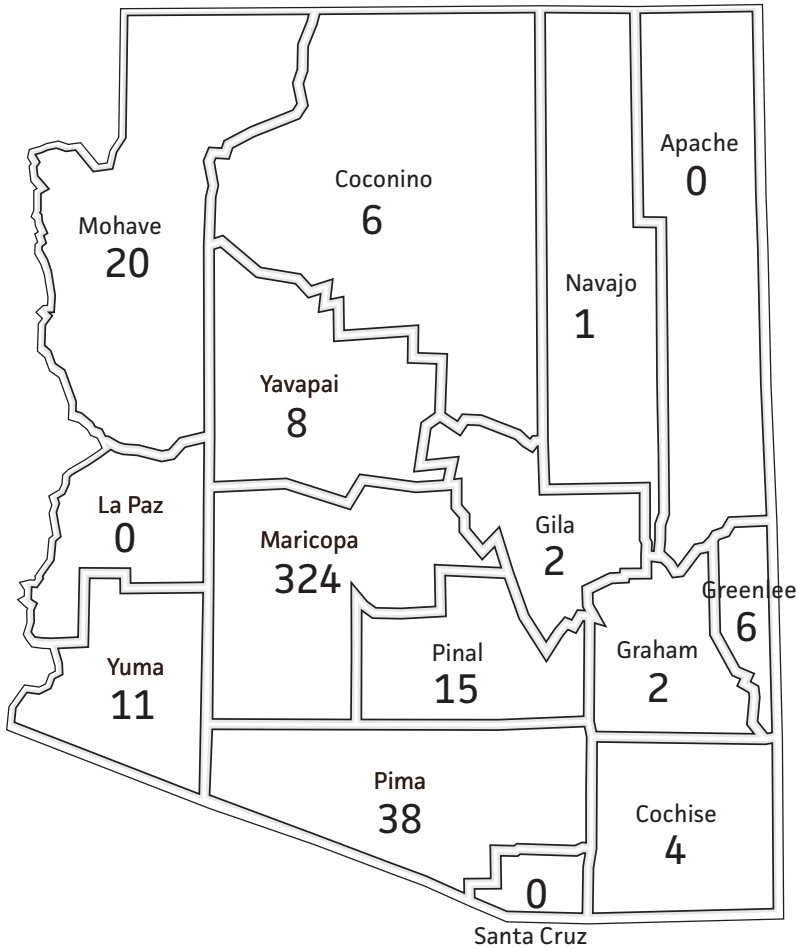 Apache
0
Coconino
6
Mohave
20
Navajo
1
Yavapai
8
La Paz
0
Maricopa
324
Gila
2
Greenlee
6
Graham
2
Pinal
15
Yuma
11
Pima
38
Cochise
4
0
Santa Cruz